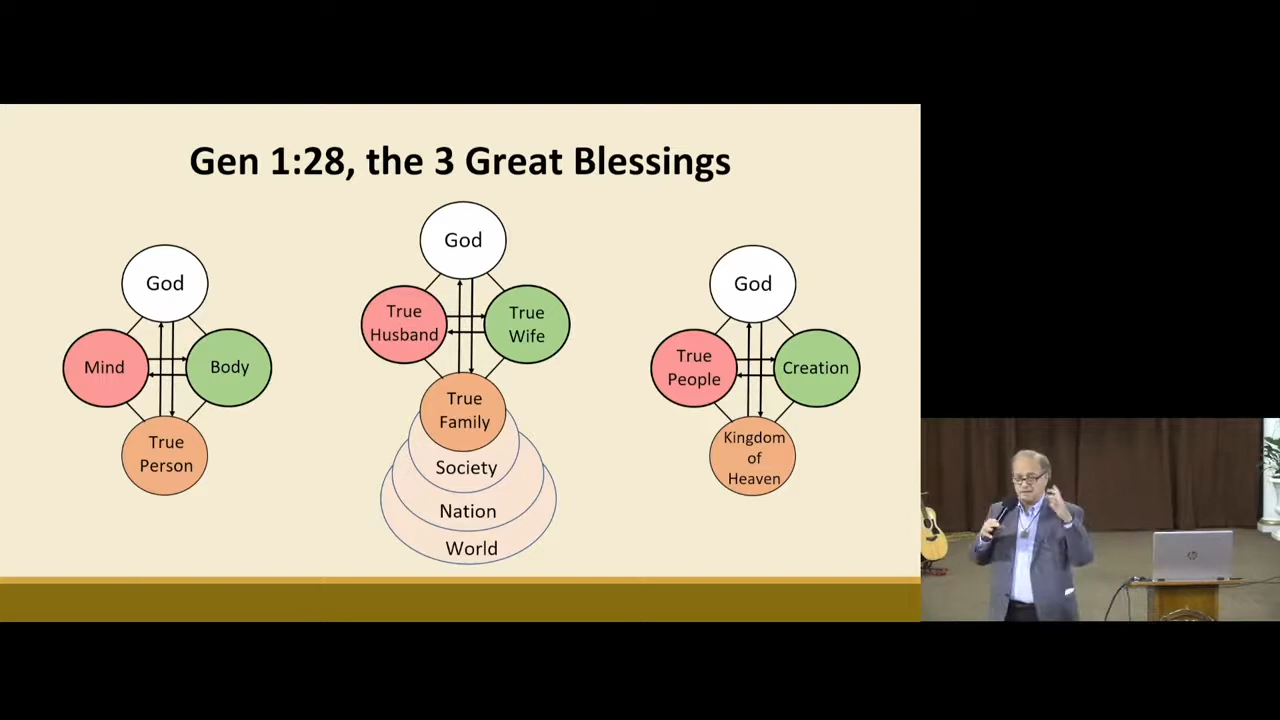 Gen 1:28, the 3 Great Blessings
God
Mind
Body
True
Person
God
True
Husband
True
Wife
True
Family
Society
Nation
World
God
True
People
Creation
Kingdom
of
Heaven
hp